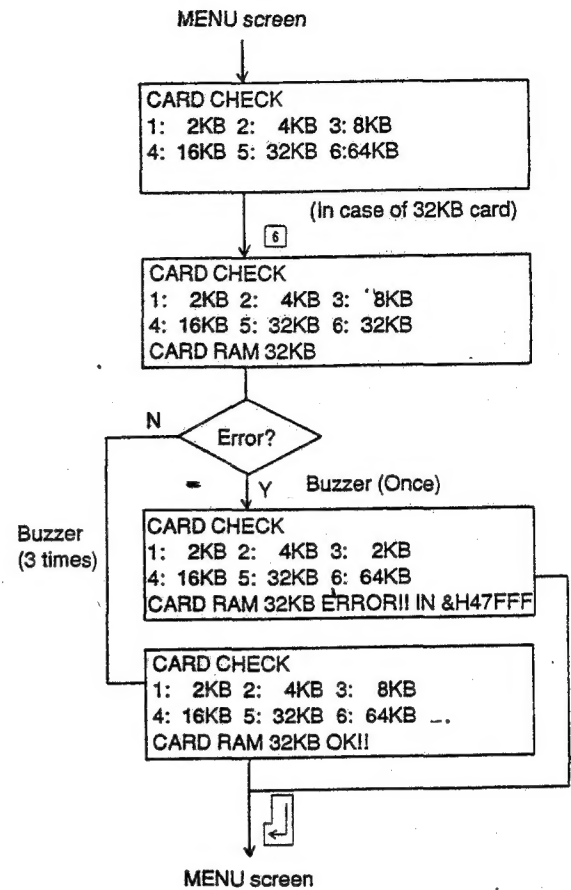 MENU screen
CARD CHECK
1: 2KB 2: 4KB 3: 8KB
4: 16KB 5: 32KB 6:64KB
(in case of 32KB card)
6
CARD CHECK
1: 2KB 2: 4KB 3: 8KB
4: 16KB 5: 32KB 6: 32KB
CARD RAM 32KB
N
Error?
Y
Buzzer (Once)
Buzzer
(3 times)
CARD CHECK
1: 2KB 2: 4KB 3: 2KB
4: 16KB 5: 32KB 6: 64KB
CARD RAM 32KB ERROR!! IN &H47FFF
CARD CHECK
1: 2KB 2: 4KB 3: 8KB
4: 16KB 5: 32KB 6: 64KB
CARD RAM 32KB OK!!
MENU screen